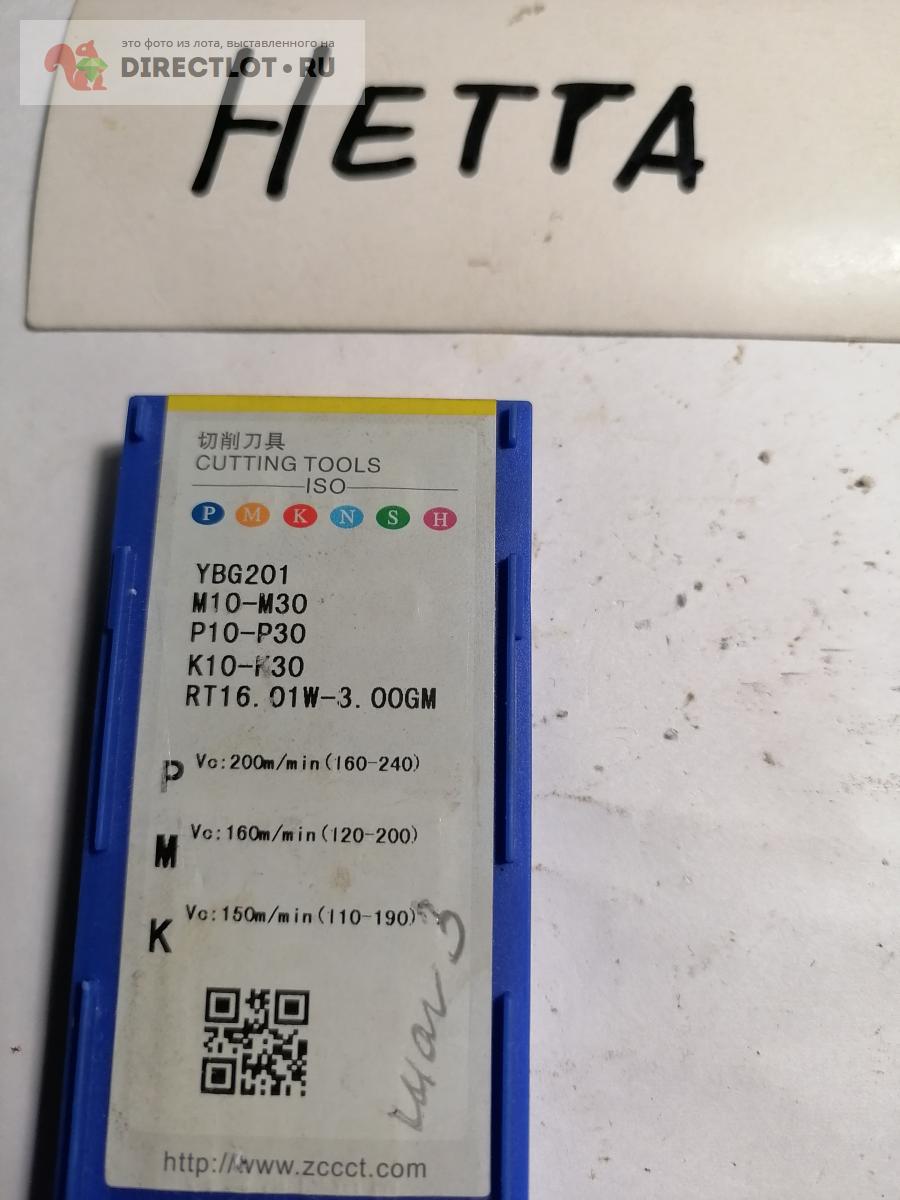 это фото из лота, выставленного на
DIRECTLOT•RU
НЕТТА
切削刀具
CUTTING TOOLS
ISO
P M K N S H
YBG201
M10-M30
P10-P30
K10-K30
RT16.01W-3.00GM
P Vc:200m/min(160-240)
M Vc:160m/min(120-200)
K Vc:150m/min(110-190)
шаг 3
http://www.zccct.com